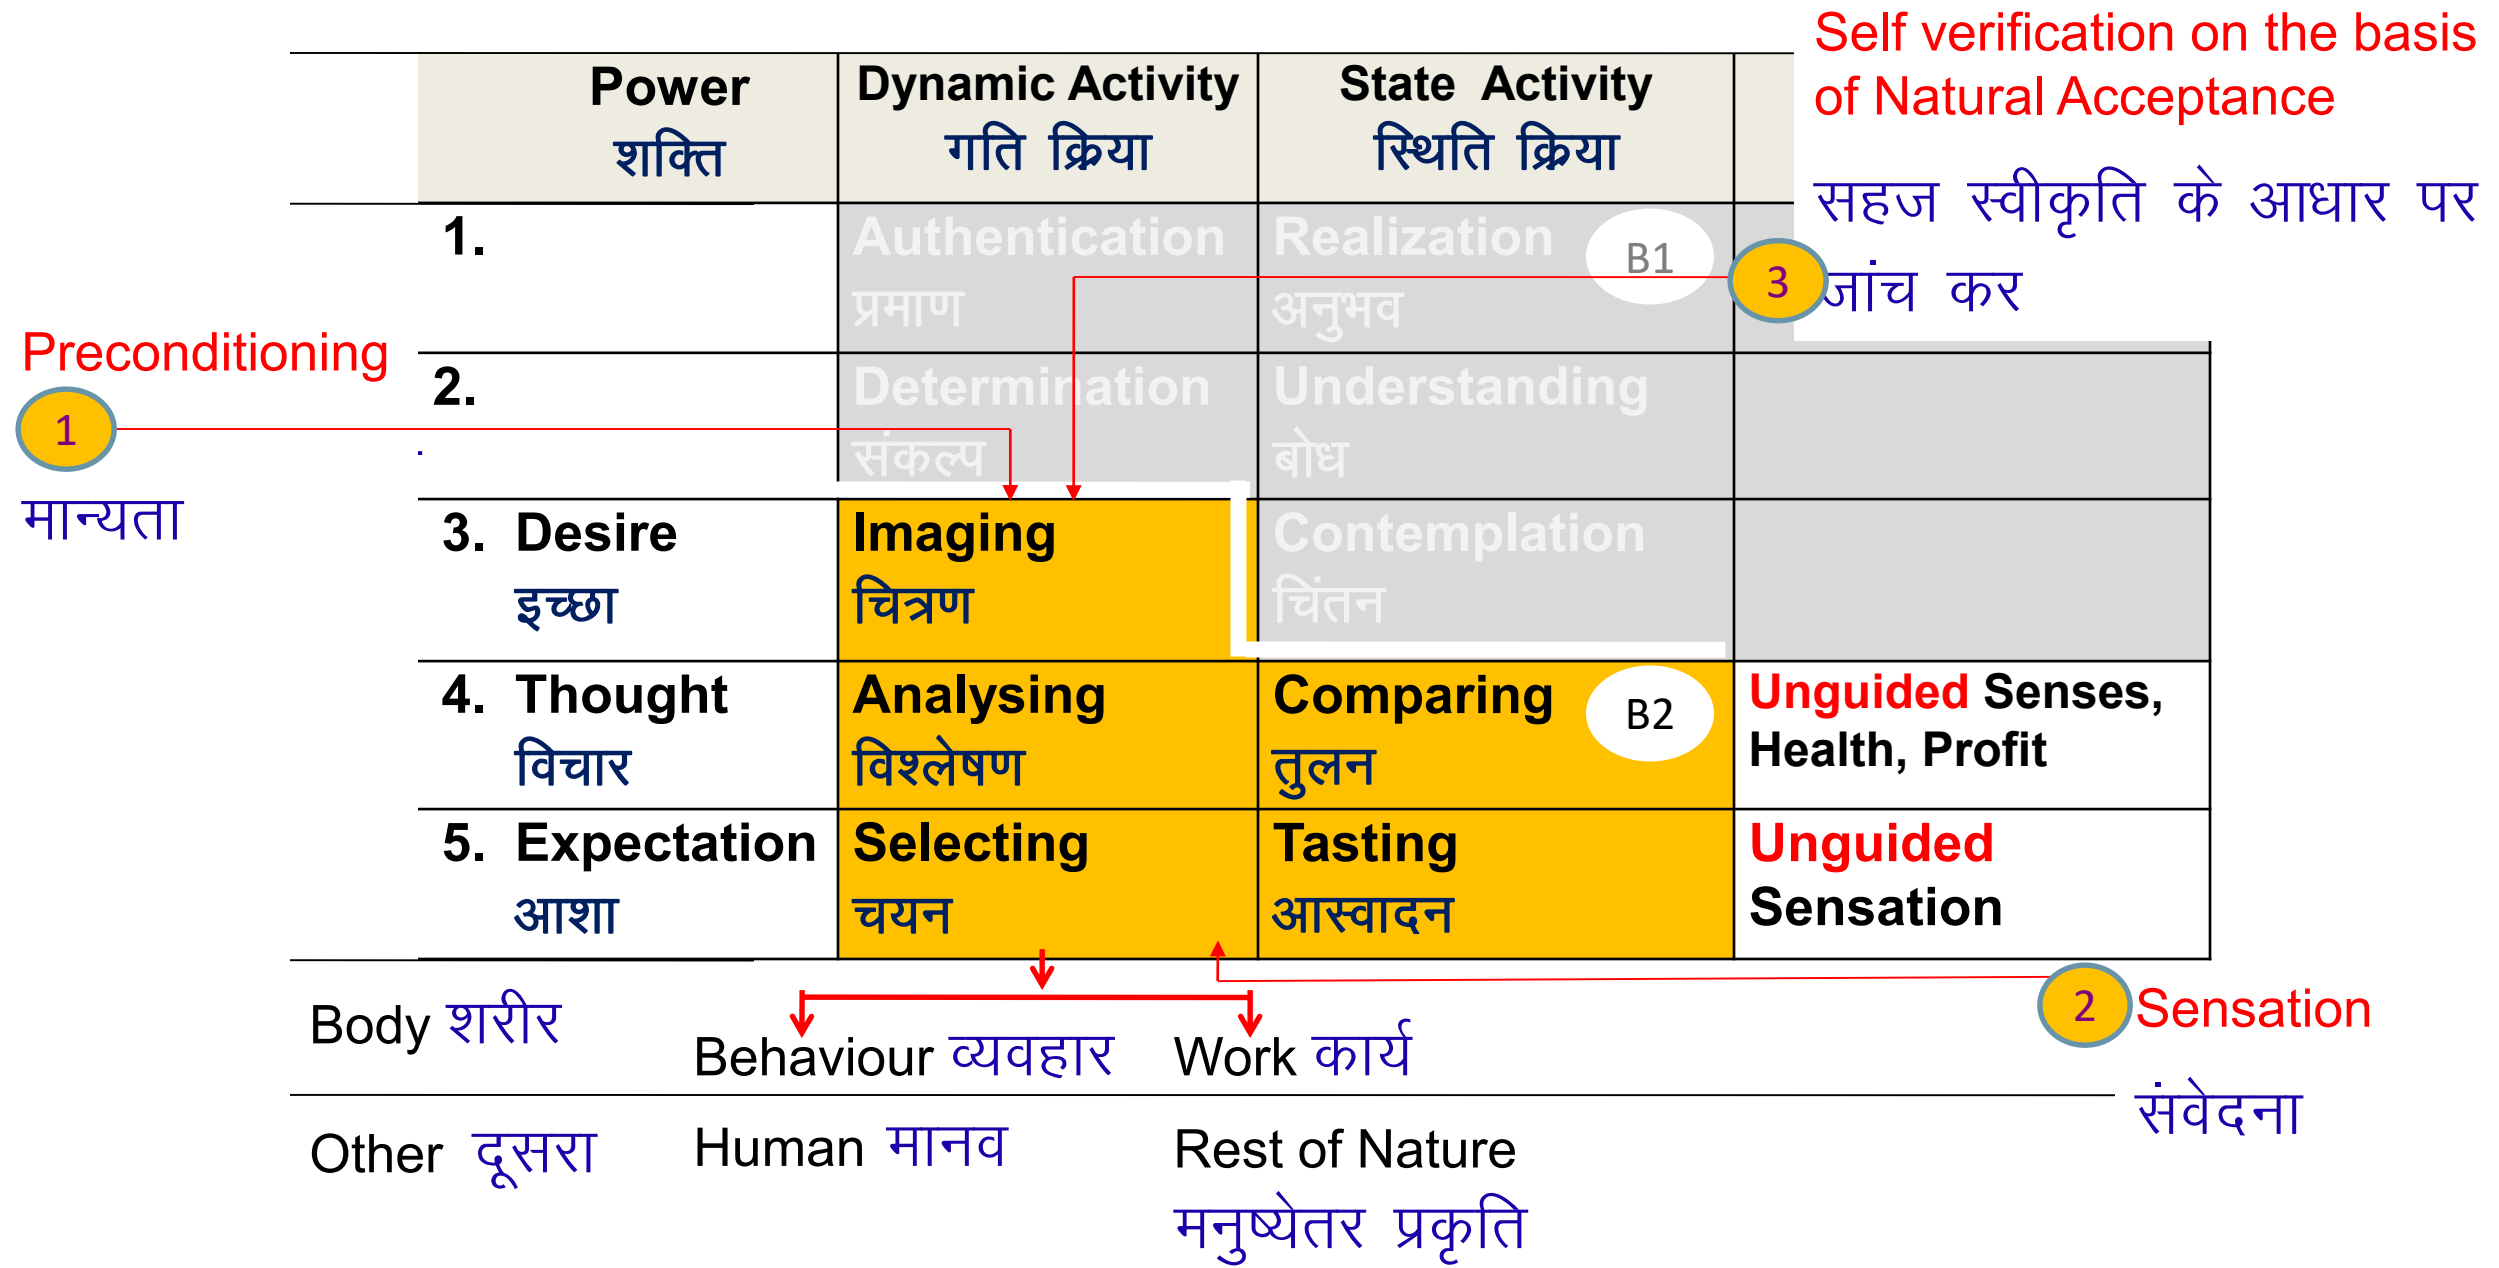 Self verification on the basis
of Natural Acceptance
सहज स्वीकृति के आधार पर
जांच कर
Power
शक्ति
Dynamic Activity
गति क्रिया
State Activity
स्थिति क्रिया
1.
Authentication
प्रमाण
Realization
अनुभव
B1
3
Preconditioning
1
मान्यता
2.
Determination
संकल्प
Understanding
बोध
3. Desire
इच्छा
Imaging
चित्रण
Contemplation
चिंतन
4. Thought
विचार
Analysing
विश्लेषण
Comparing
तुलन
B2
Unguided Senses,
Health, Profit
5. Expectation
आशा
Selecting
चयन
Tasting
आस्वादन
Unguided
Sensation
2
Sensation
संवेदना
Body शरीर
Behaviour व्यवहार
Work कार्य
Other दूसरा
Human मानव
Rest of Nature
मनुष्येतर प्रकृति